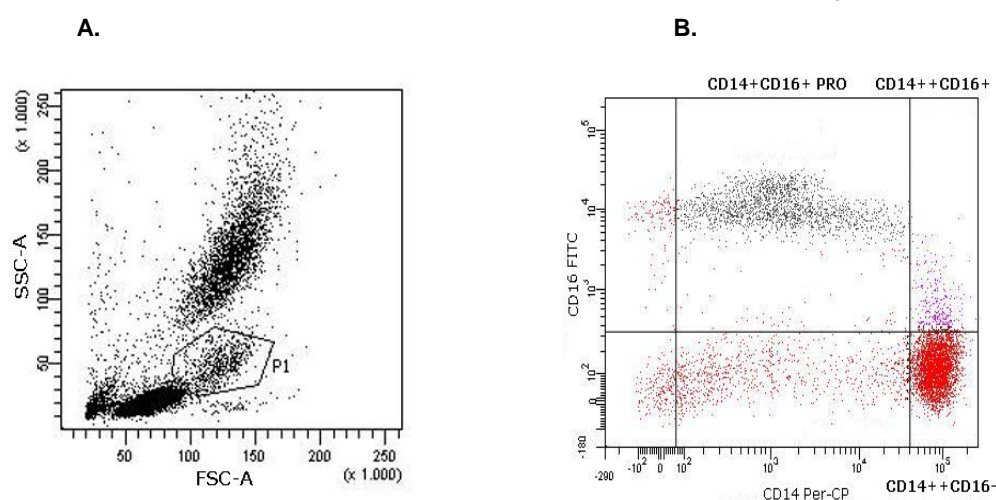 A.
SSC-A
(x 1.000)
250
200
150
100
50
P1
50 100 150 200 250
(x 1.000)
FSC-A
B.
CD14+CD16+ PRO CD14++CD16+
CD16 FITC
10^5
10^4
10^3
10^2
0
-180
-290 -10^2 0 10^2 10^3 10^4 10^5
CD14 Per-CP
CD14++CD16-